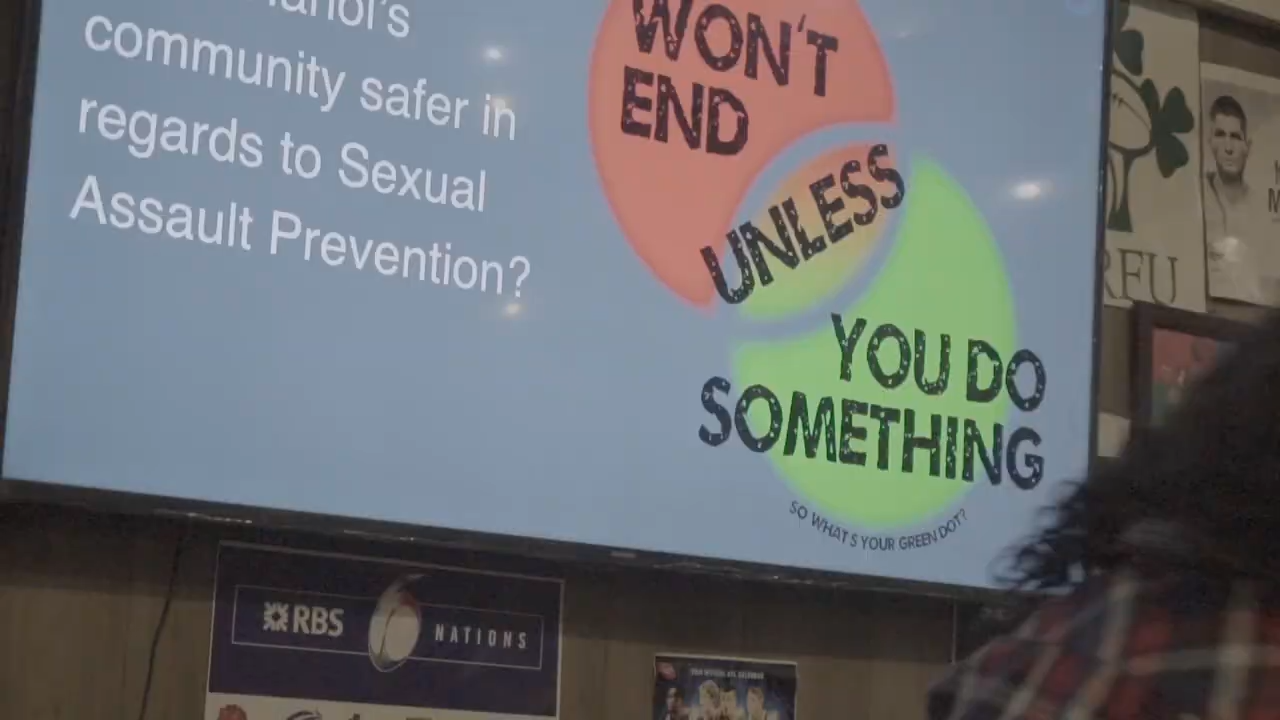 community safer in
regards to Sexual
Assault Prevention?
WON'T
END
UNLESS
YOU DO
SOMETHING
SO WHAT'S YOUR GREEN DOT?
RFU
RBS
NATIONS